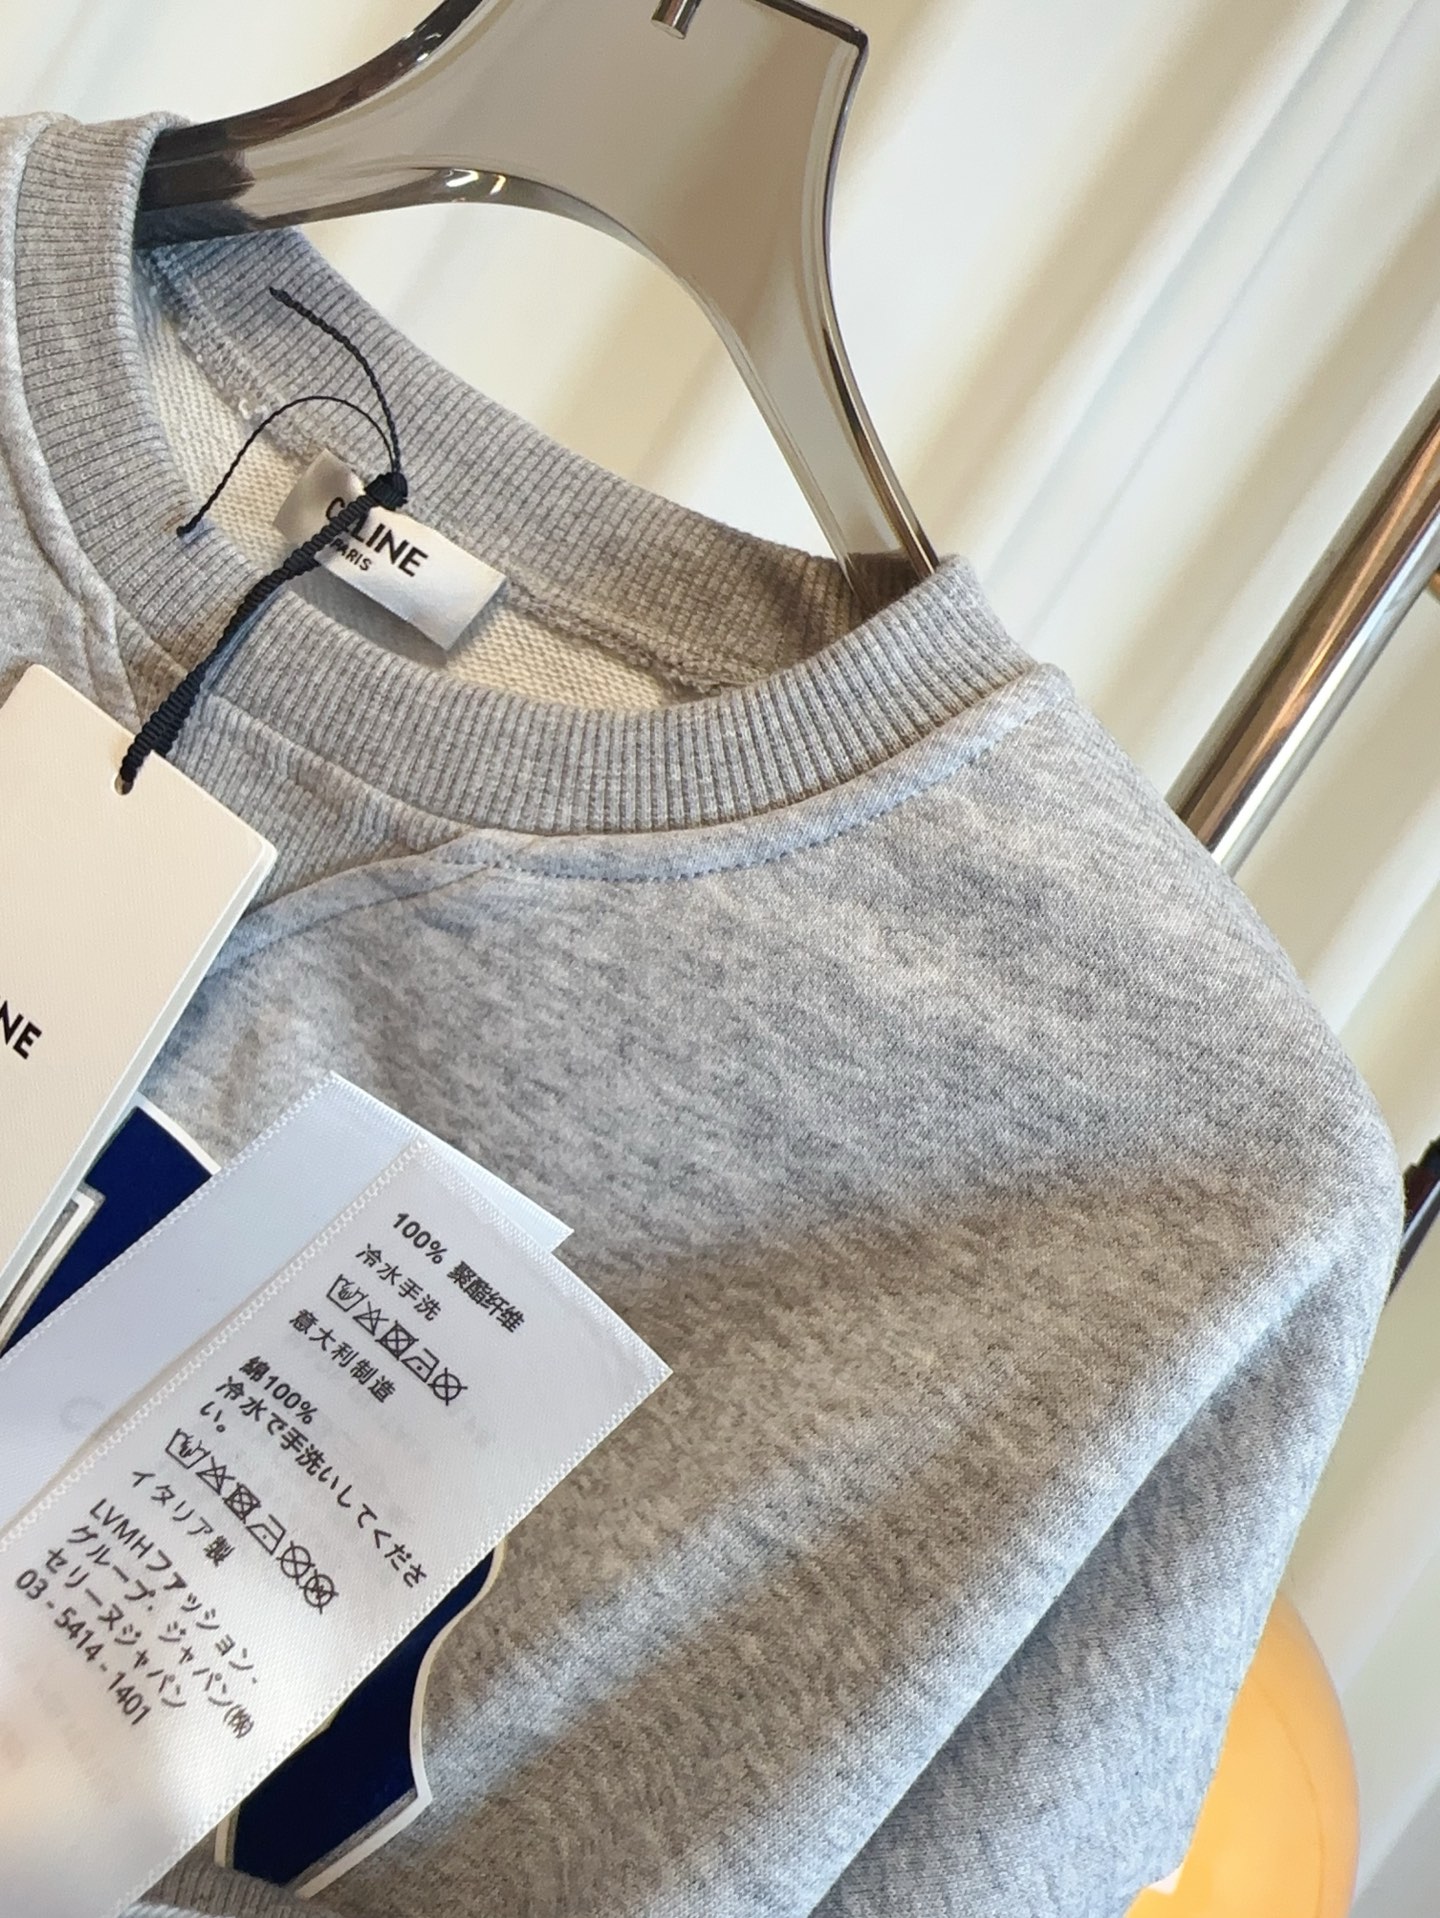 CELINE
PARIS
NE
100% 聚酯纤维
冷水手洗
意大利制造
綿100%
冷水で手洗いしてくださ
い。
イタリア製
LVMHファッション・
グループ・ジャパン(株)
セリーヌジャパン
03-5414-1401